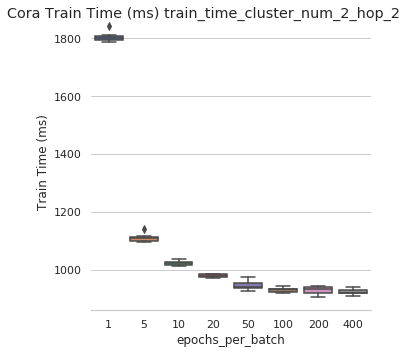 Cora Train Time (ms) train_time_cluster_num_2_hop_2
1800
1600
1400
1200
1000
Train Time (ms)
1 5 10 20 50 100 200 400
epochs_per_batch